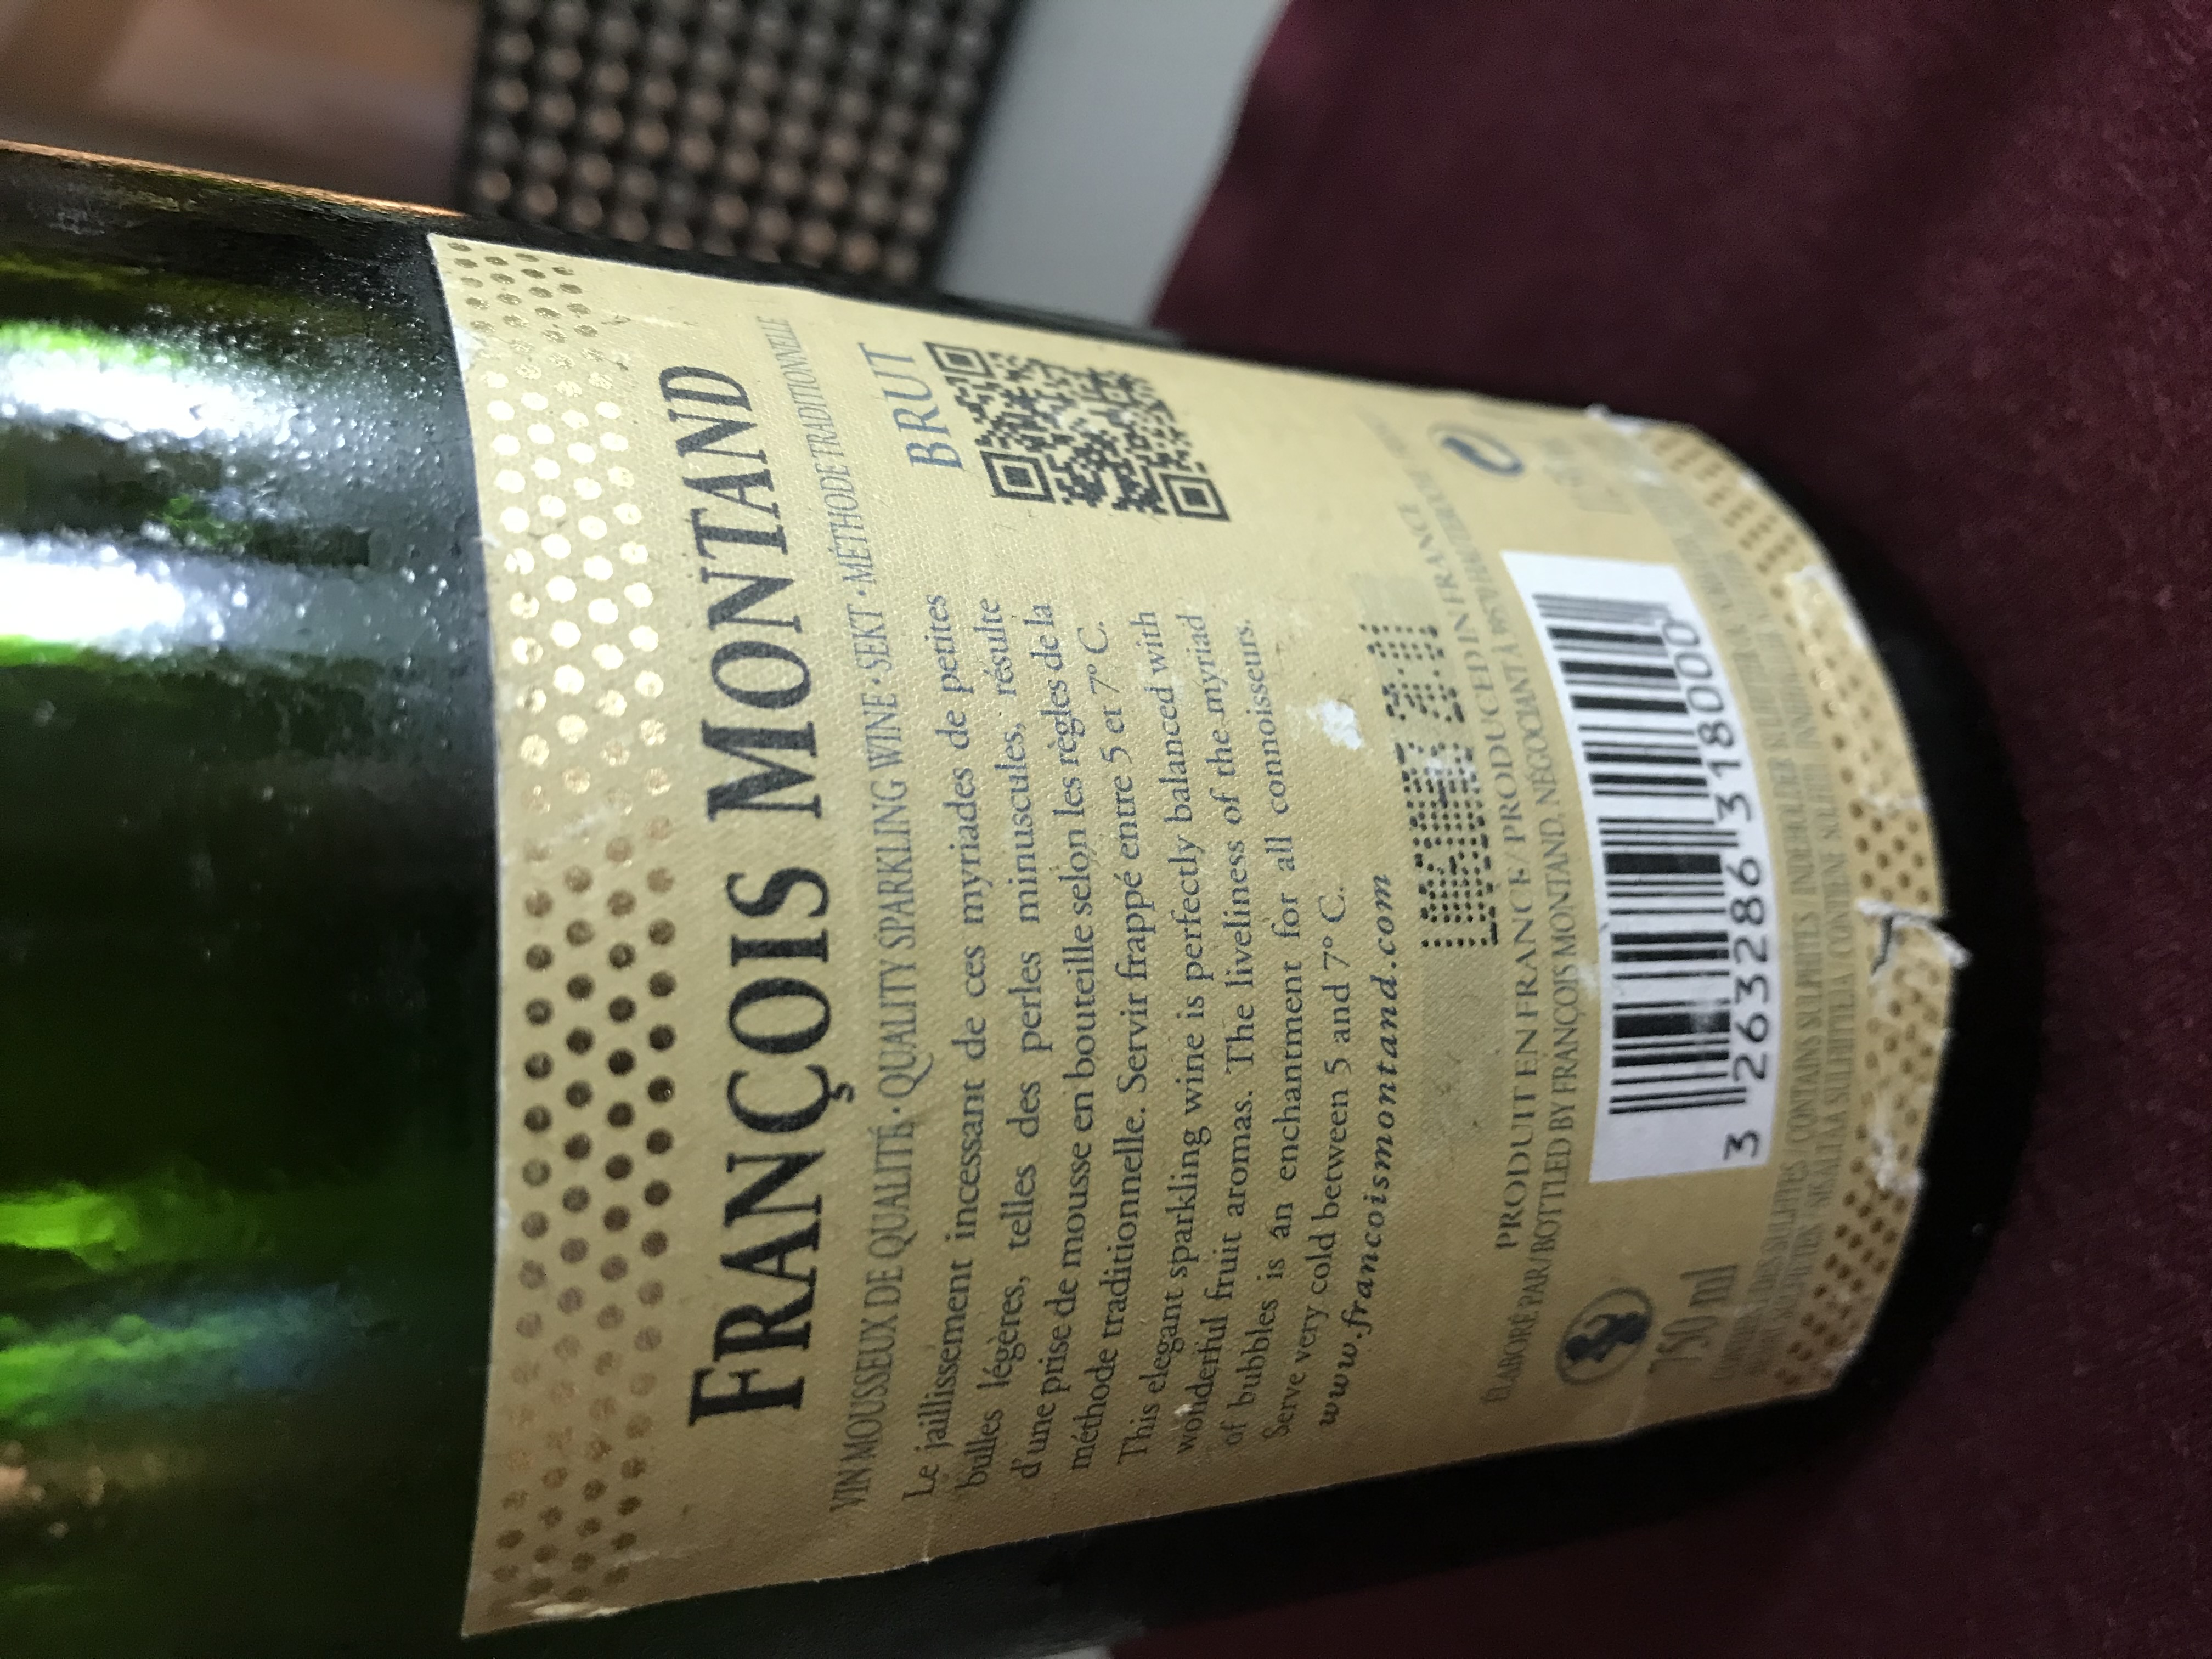 FRANÇOIS MONTAND
VIN MOUSSEUX DE QUALITÉ • QUALITY SPARKLING WINE • SEKT • MÉTHODE TRADITIONNELLE
BRUT
Le jaillissement incessant de ces myriades de petites
bulles légères, telles des perles minuscules, résulte
d'une prise de mousse en bouteille selon les règles de la
méthode traditionnelle. Servir frappé entre 5 et 7° C.
This elegant sparkling wine is perfectly balanced with
wonderful fruit aromas. The liveliness of the myriad
of bubbles is an enchantment for all connoisseurs.
Serve very cold between 5 and 7° C.
www.francoismontand.com
PRODUIT EN FRANCE / PRODUCED IN FRANCE
ÉLABORÉ PAR/BOTTLED BY FRANÇOIS MONTAND, NÉGOCIANT À
3 263286 318000
750 ml
DES SULFITES / CONTAINS SULPHITES /